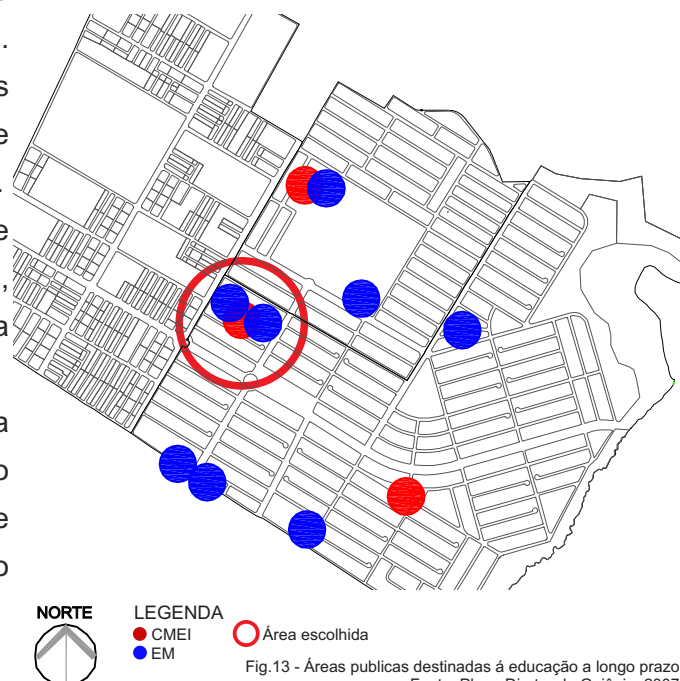 .
s
e
.
e
,
a
a
o
e
o
NORTE
LEGENDA
CMEI
Área escolhida
EM
Fig.13 - Áreas publicas destinadas á educação a longo prazo